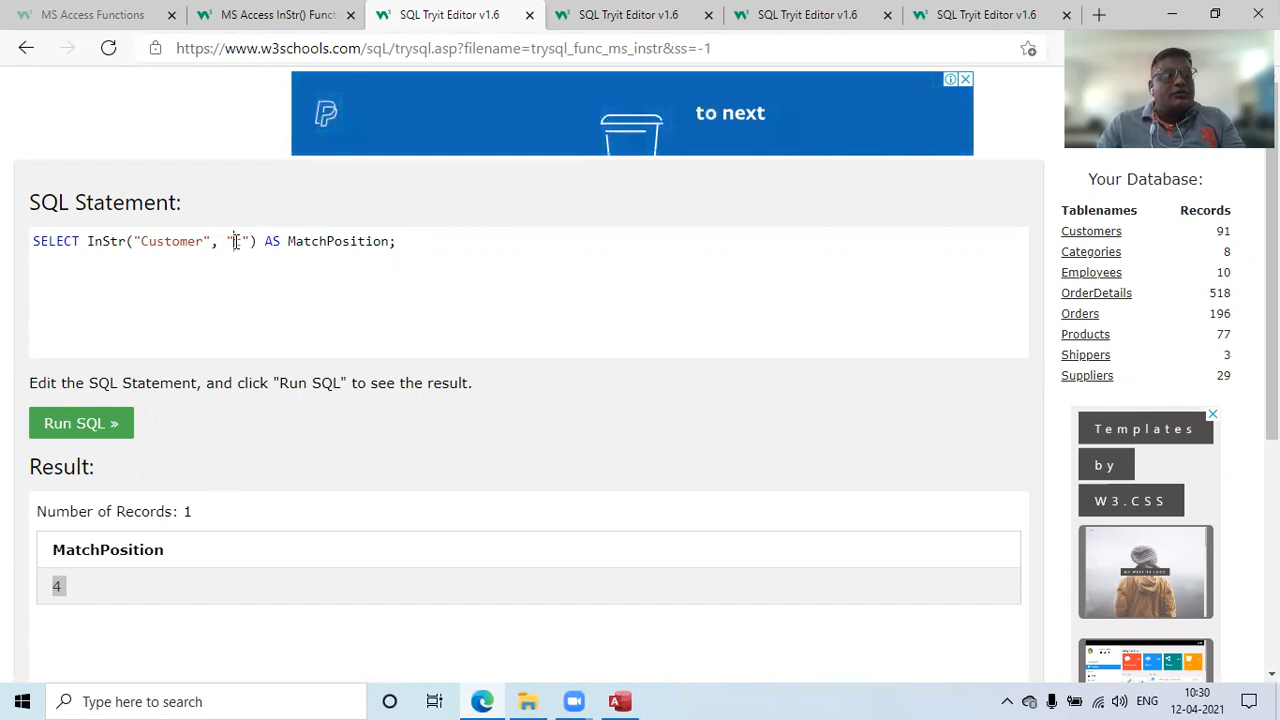 MS Access Functions
MS Access InStr() Funct
SQL Tryit Editor v1.6
SQL Tryit Editor v1.6
SQL Tryit Editor v1.6
SQL Tryit Editor v1.6
https://www.w3schools.com/sqL/trysql.asp?filename=trysql_func_ms_instr&ss=-1
to next
SQL Statement:
SELECT InStr("Customer", " ") AS MatchPosition;
Edit the SQL Statement, and click "Run SQL" to see the result.
Run SQL »
Result:
Number of Records: 1
MatchPosition
4
Your Database:
Tablenames Records
Customers 91
Categories 8
Employees 10
OrderDetails 518
Orders 196
Products 77
Shippers 3
Suppliers 29
Templates
by
W3.CSS
Type here to search
ENG
10:30
12-04-2021